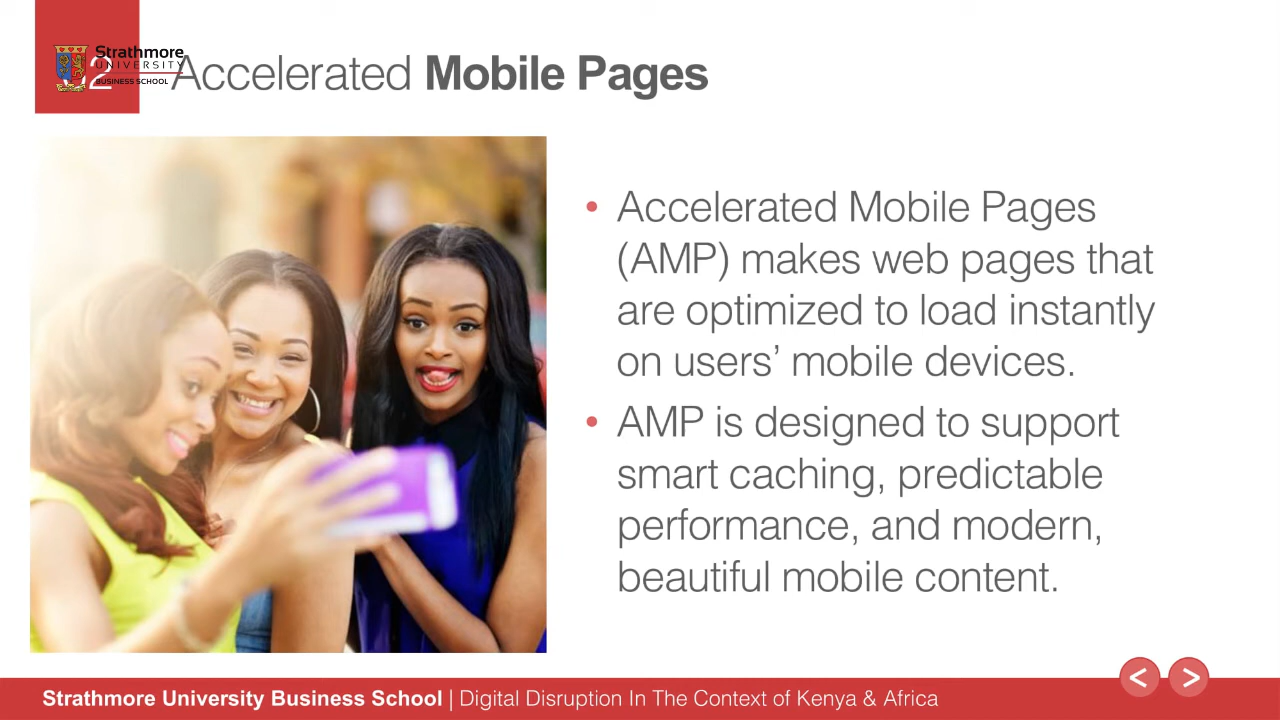 Strathmore
UNIVERSITY
BUSINESS SCHOOL
2
Accelerated Mobile Pages
• Accelerated Mobile Pages
(AMP) makes web pages that
are optimized to load instantly
on users’ mobile devices.
• AMP is designed to support
smart caching, predictable
performance, and modern,
beautiful mobile content.
< >
Strathmore University Business School | Digital Disruption In The Context of Kenya & Africa